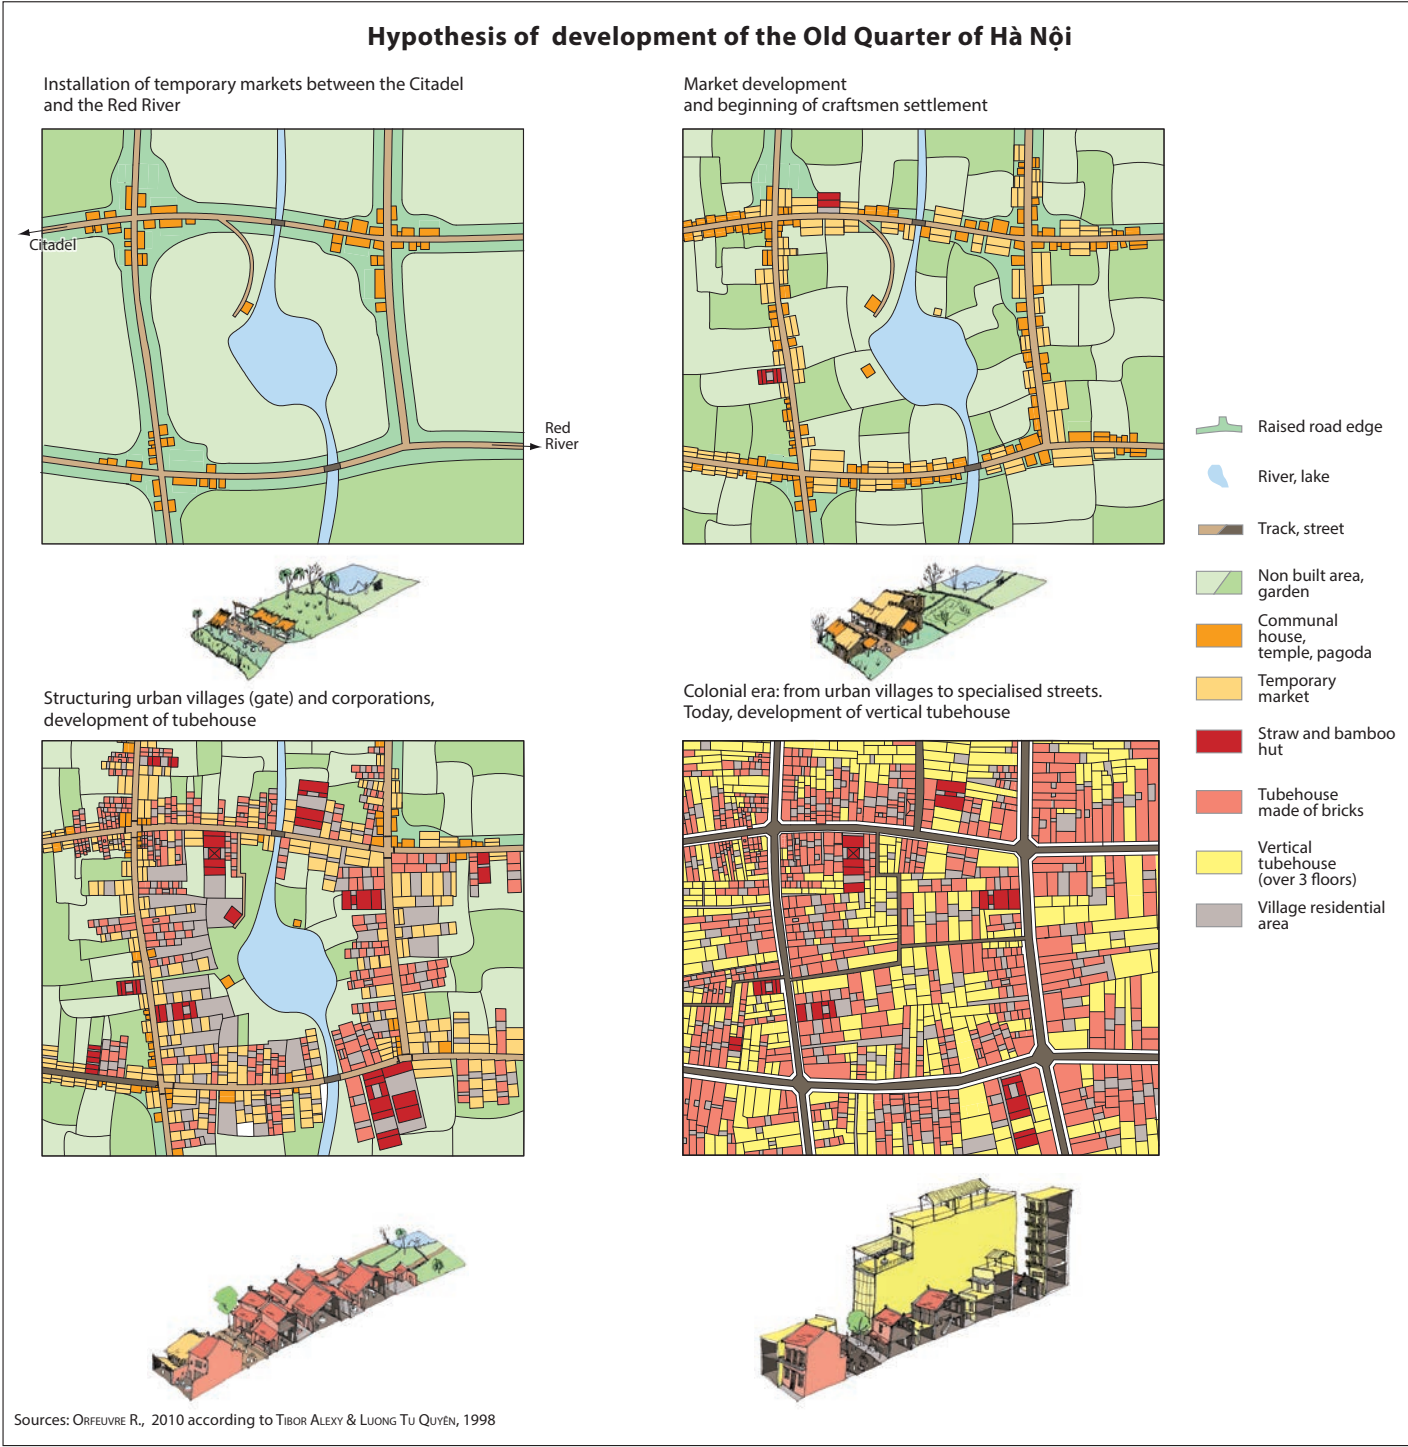 Hypothesis of development of the Old Quarter of Hà Nội
Installation of temporary markets between the Citadel
and the Red River
Market development
and beginning of craftsmen settlement
Citadel
Red
River
Raised road edge
River, lake
Track, street
Non built area,
garden
Communal
house,
temple, pagoda
Temporary
market
Straw and bamboo
hut
Tubehouse
made of bricks
Vertical
tubehouse
(over 3 floors)
Village residential
area
Structuring urban villages (gate) and corporations,
development of tubehouse
Colonial era: from urban villages to specialised streets.
Today, development of vertical tubehouse
Sources: Orfeuvre R., 2010 according to Tibor Alexy & Luong Tu Quyên, 1998